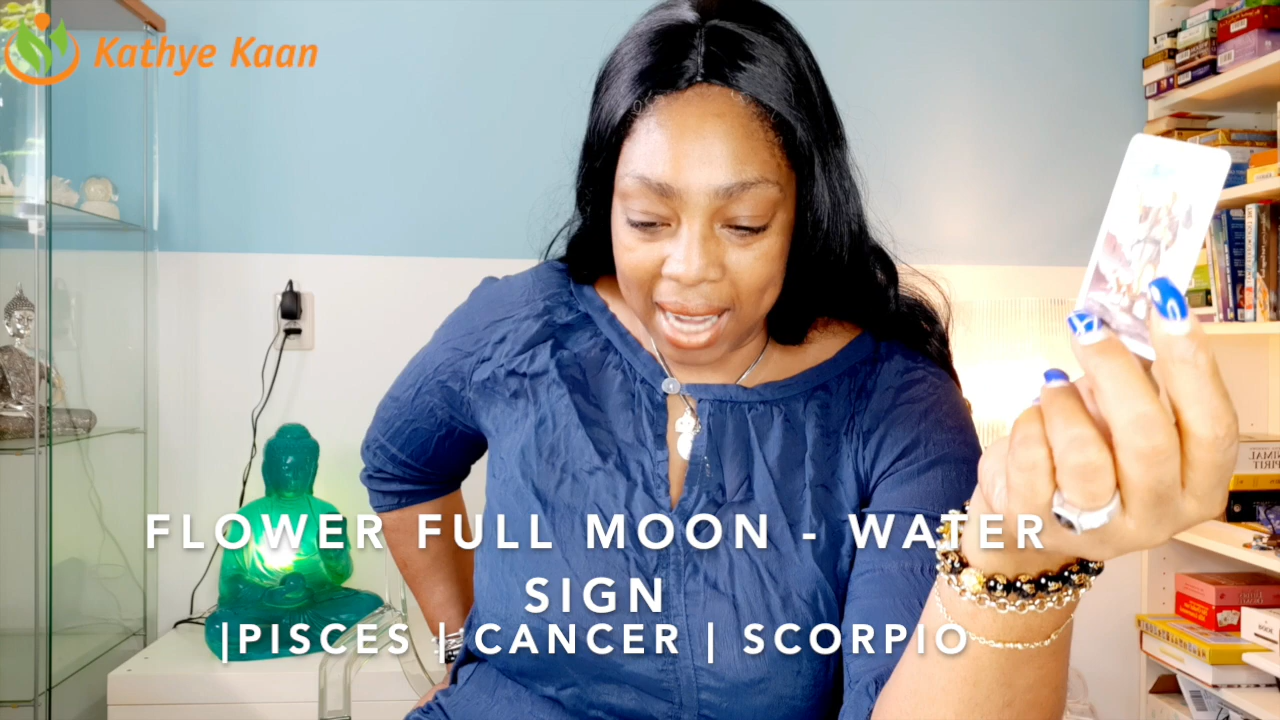 Kathye Kaan
FLOWER FULL MOON - WATER
SIGN
|PISCES | CANCER | SCORPIO